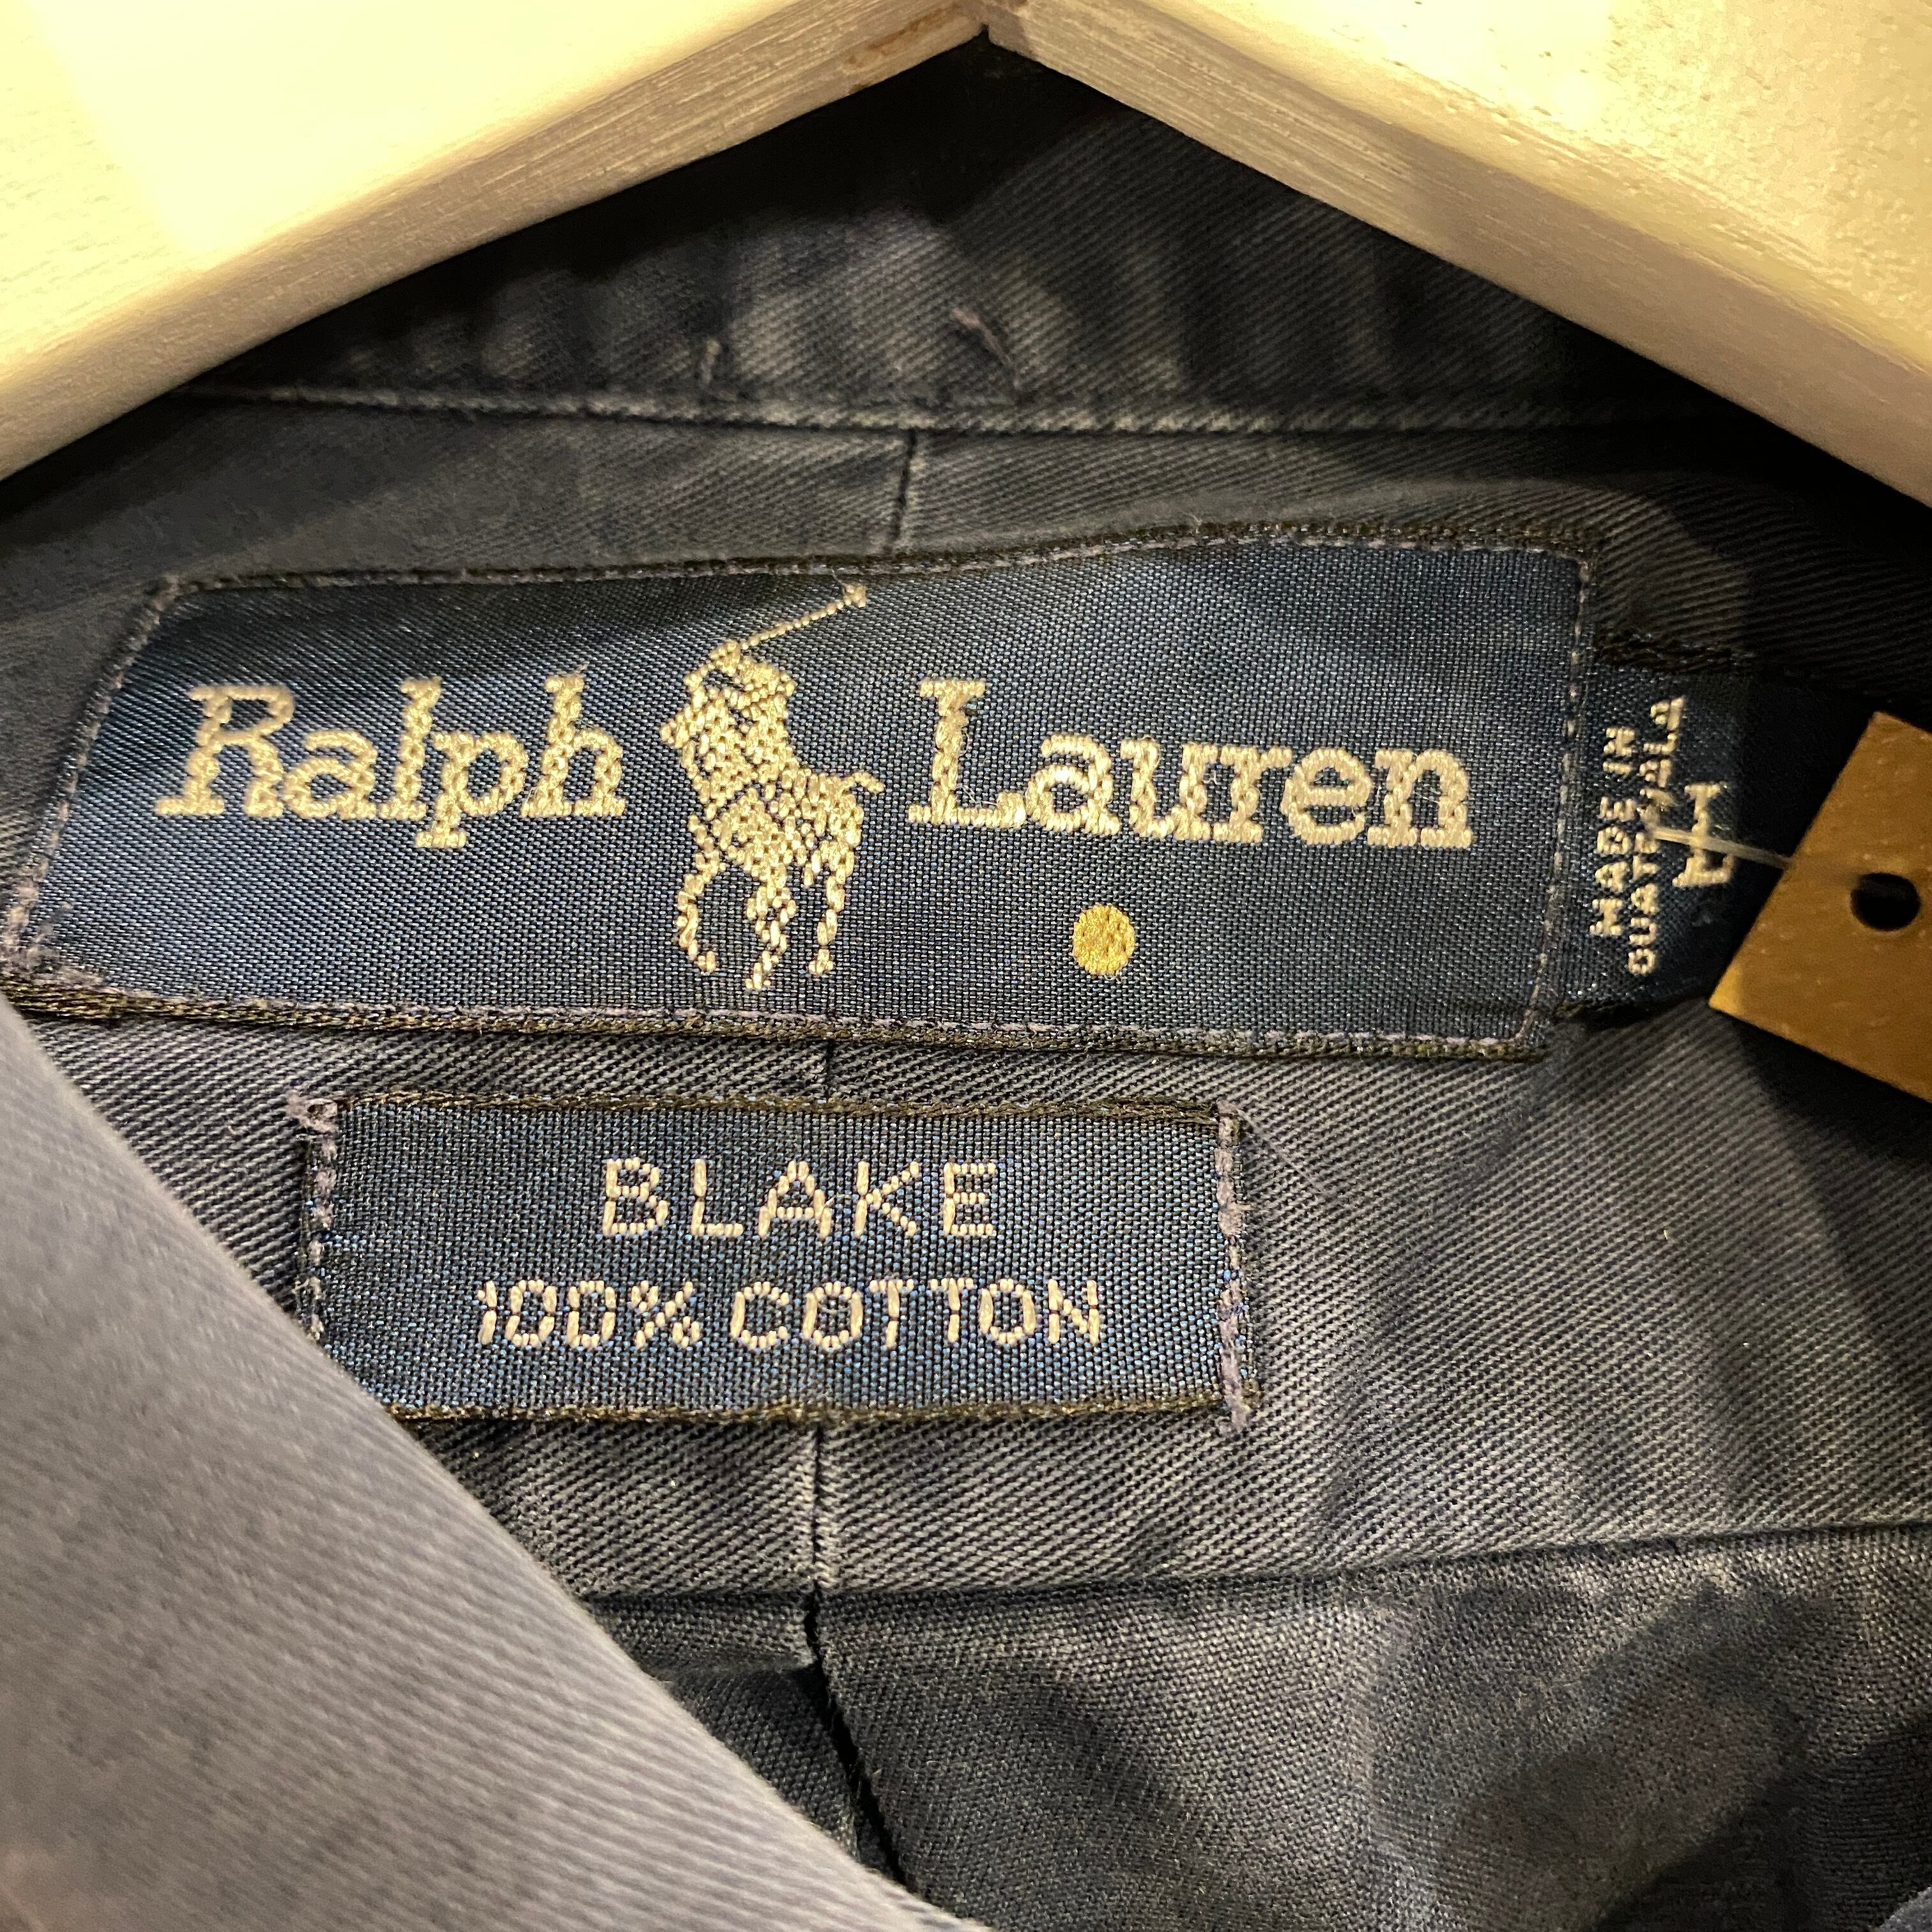 Ralph Lauren
MADE IN
GUATEMALA
L
BLAKE
100% COTTON